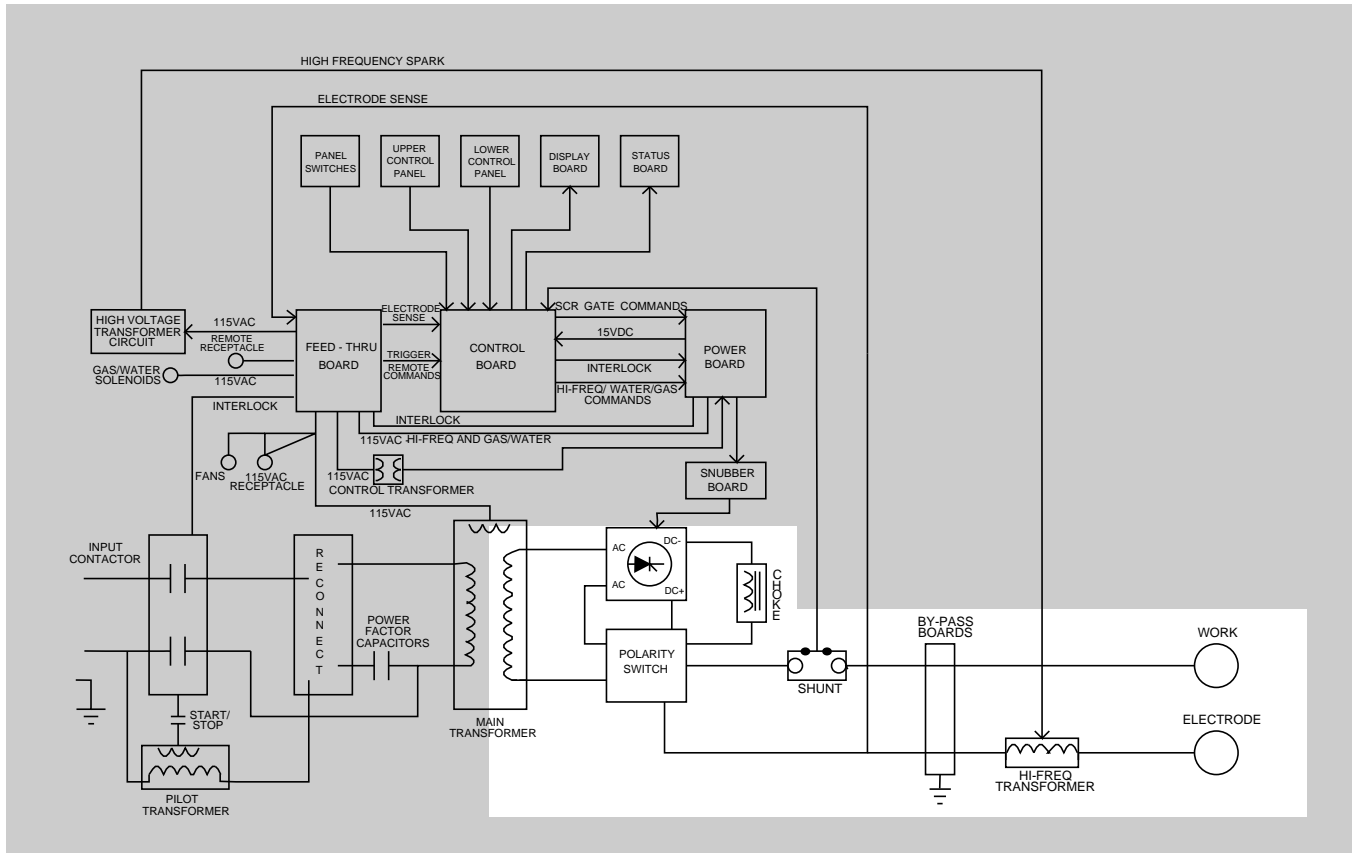 HIGH FREQUENCY SPARK
ELECTRODE SENSE
PANEL
SWITCHES
UPPER
CONTROL
PANEL
LOWER
CONTROL
PANEL
DISPLAY
BOARD
STATUS
BOARD
HIGH VOLTAGE
TRANSFORMER
CIRCUIT
115VAC
REMOTE
RECEPTACLE
GAS/WATER
SOLENOIDS
115VAC
INTERLOCK
FEED - THRU
BOARD
ELECTRODE
SENSE
TRIGGER
REMOTE
COMMANDS
CONTROL
BOARD
SCR GATE COMMANDS
15VDC
INTERLOCK
HI-FREQ/ WATER/GAS
COMMANDS
POWER
BOARD
INTERLOCK
115VAC -HI-FREQ AND GAS/WATER
FANS
115VAC
RECEPTACLE
115VAC
CONTROL TRANSFORMER
115VAC
SNUBBER
BOARD
INPUT
CONTACTOR
RECONNECT
POWER
FACTOR
CAPACITORS
START/
STOP
PILOT
TRANSFORMER
MAIN
TRANSFORMER
AC
DC-
AC
DC+
CHOKE
POLARITY
SWITCH
SHUNT
BY-PASS
BOARDS
WORK
ELECTRODE
HI-FREQ
TRANSFORMER